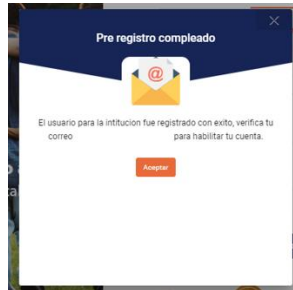 Pre registro compleado
El usuario para la intitucion fue registrado con exito, verifica tu
correo para habilitar tu cuenta.
Aceptar